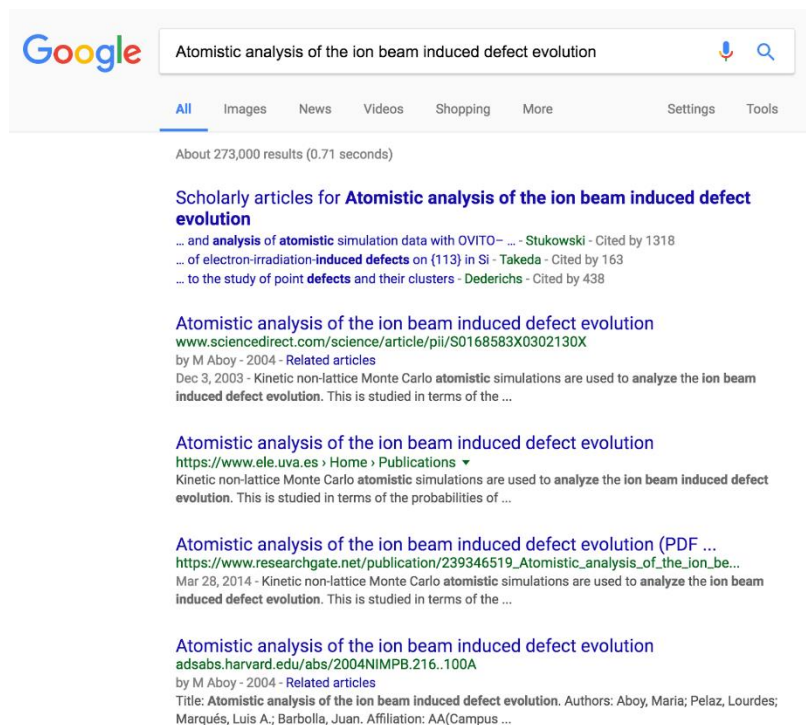 Google
Atomistic analysis of the ion beam induced defect evolution
All Images News Videos Shopping More Settings Tools
About 273,000 results (0.71 seconds)
Scholarly articles for Atomistic analysis of the ion beam induced defect
evolution
... and analysis of atomistic simulation data with OVITO– ... - Stukowski - Cited by 1318
... of electron-irradiation-induced defects on {113} in Si - Takeda - Cited by 163
... to the study of point defects and their clusters - Dederichs - Cited by 438
Atomistic analysis of the ion beam induced defect evolution
www.sciencedirect.com/science/article/pii/S0168583X0302130X
by M Aboy - 2004 - Related articles
Dec 3, 2003 - Kinetic non-lattice Monte Carlo atomistic simulations are used to analyze the ion beam
induced defect evolution. This is studied in terms of the ...
Atomistic analysis of the ion beam induced defect evolution
https://www.ele.uva.es › Home › Publications
Kinetic non-lattice Monte Carlo atomistic simulations are used to analyze the ion beam induced defect
evolution. This is studied in terms of the probabilities of ...
Atomistic analysis of the ion beam induced defect evolution (PDF ...
https://www.researchgate.net/publication/239346519_Atomistic_analysis_of_the_ion_be...
Mar 28, 2014 - Kinetic non-lattice Monte Carlo atomistic simulations are used to analyze the ion beam
induced defect evolution. This is studied in terms of the ...
Atomistic analysis of the ion beam induced defect evolution
adsabs.harvard.edu/abs/2004NIMPB.216..100A
by M Aboy - 2004 - Related articles
Title: Atomistic analysis of the ion beam induced defect evolution. Authors: Aboy, Maria; Pelaz, Lourdes;
Marqués, Luis A.; Barbolla, Juan. Affiliation: AA(Campus ...